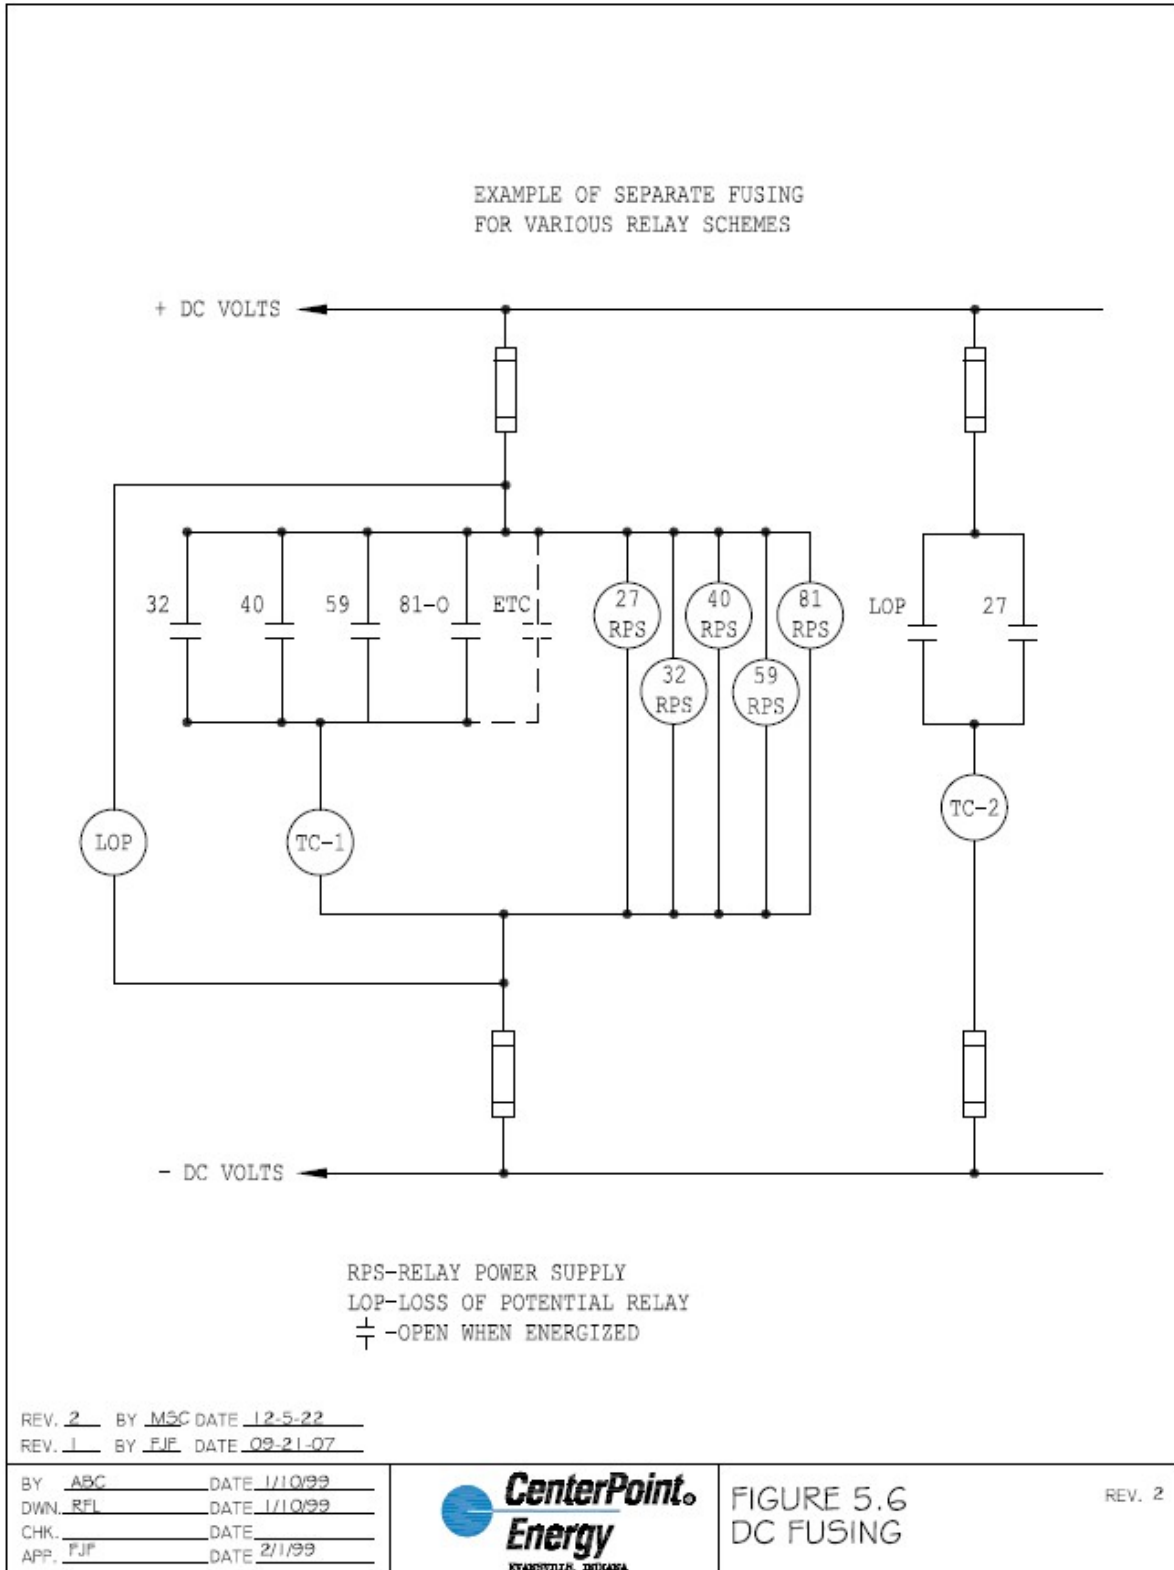 EXAMPLE OF SEPARATE FUSING
FOR VARIOUS RELAY SCHEMES
+ DC VOLTS
32
40
59
81-O
ETC
27
RPS
40
RPS
81
RPS
32
RPS
59
RPS
LOP
27
LOP
TC-1
TC-2
- DC VOLTS
RPS-RELAY POWER SUPPLY
LOP-LOSS OF POTENTIAL RELAY
-OPEN WHEN ENERGIZED
REV. 2 BY MSC DATE 12-5-22
REV. 1 BY FJF DATE 09-21-07
BY ABC DATE 1/10/99
DWN. RFL DATE 1/10/99
CHK. DATE
APP. FJF DATE 2/1/99
CenterPoint®
Energy
EVANSVILLE, INDIANA
FIGURE 5.6
DC FUSING
REV. 2